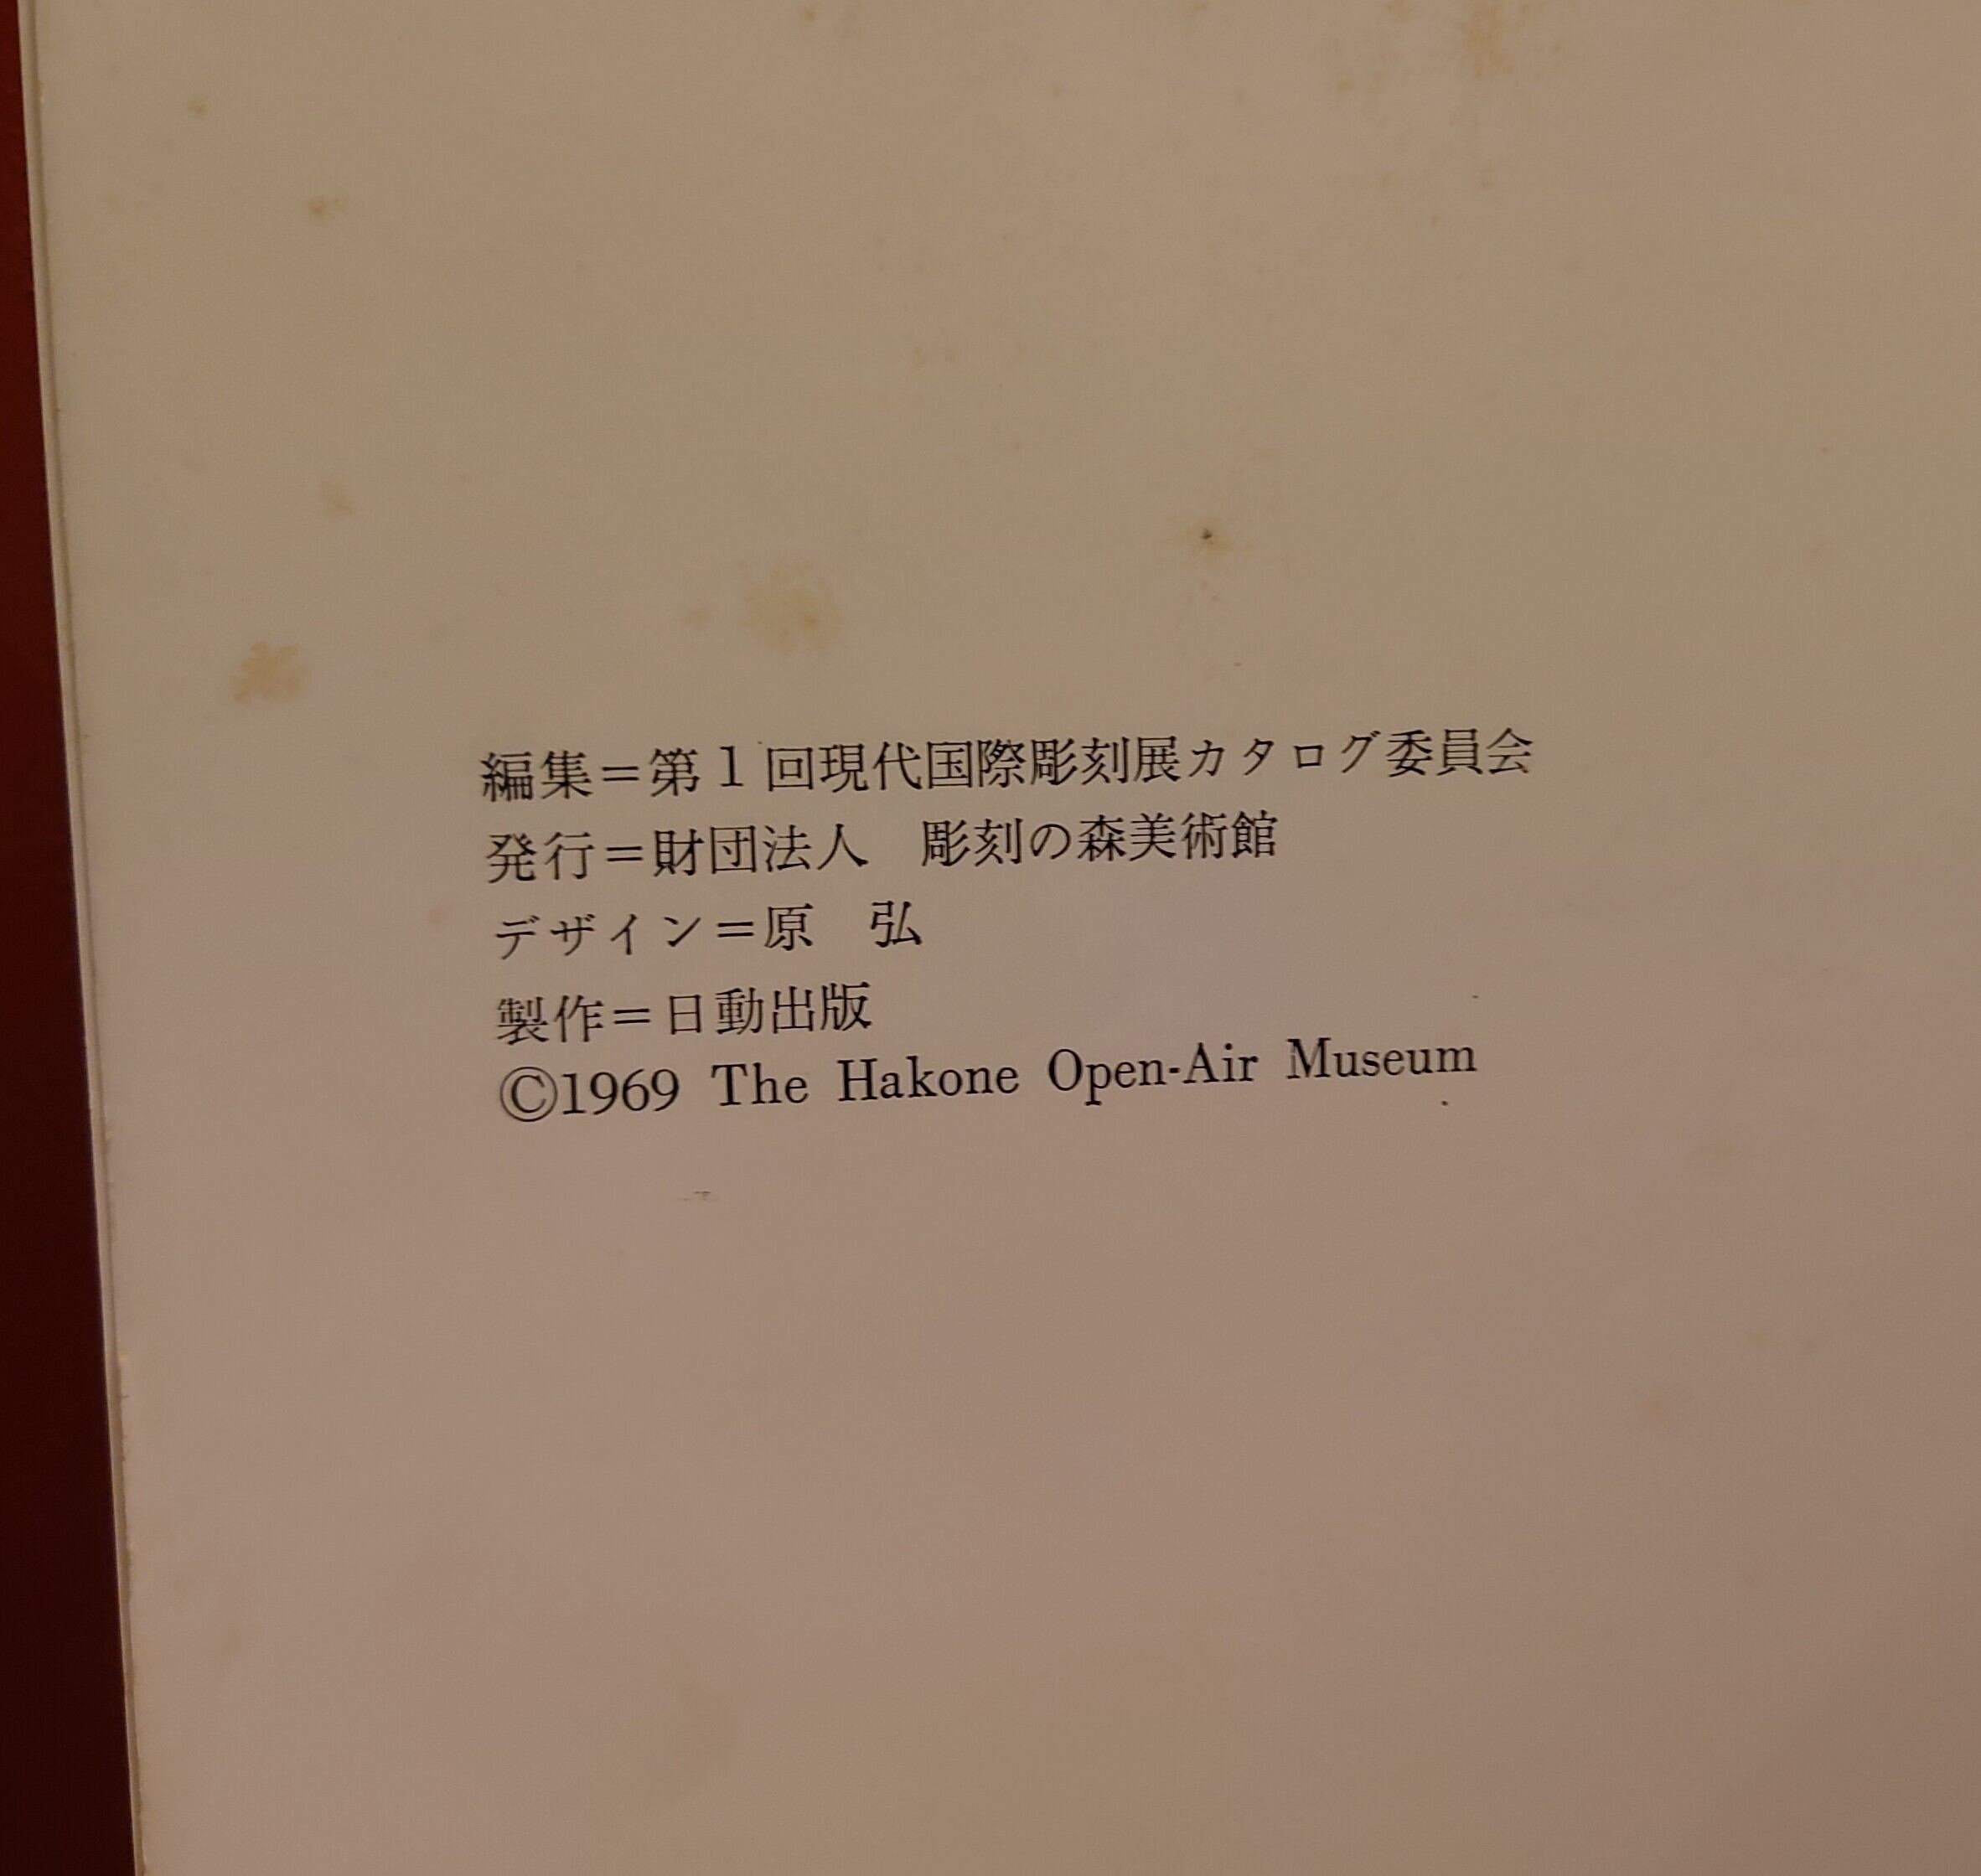 編集＝第1回現代国際彫刻展カタログ委員会
発行＝財団法人　彫刻の森美術館
デザイン＝原　弘
製作＝日動出版
©1969 The Hakone Open-Air Museum